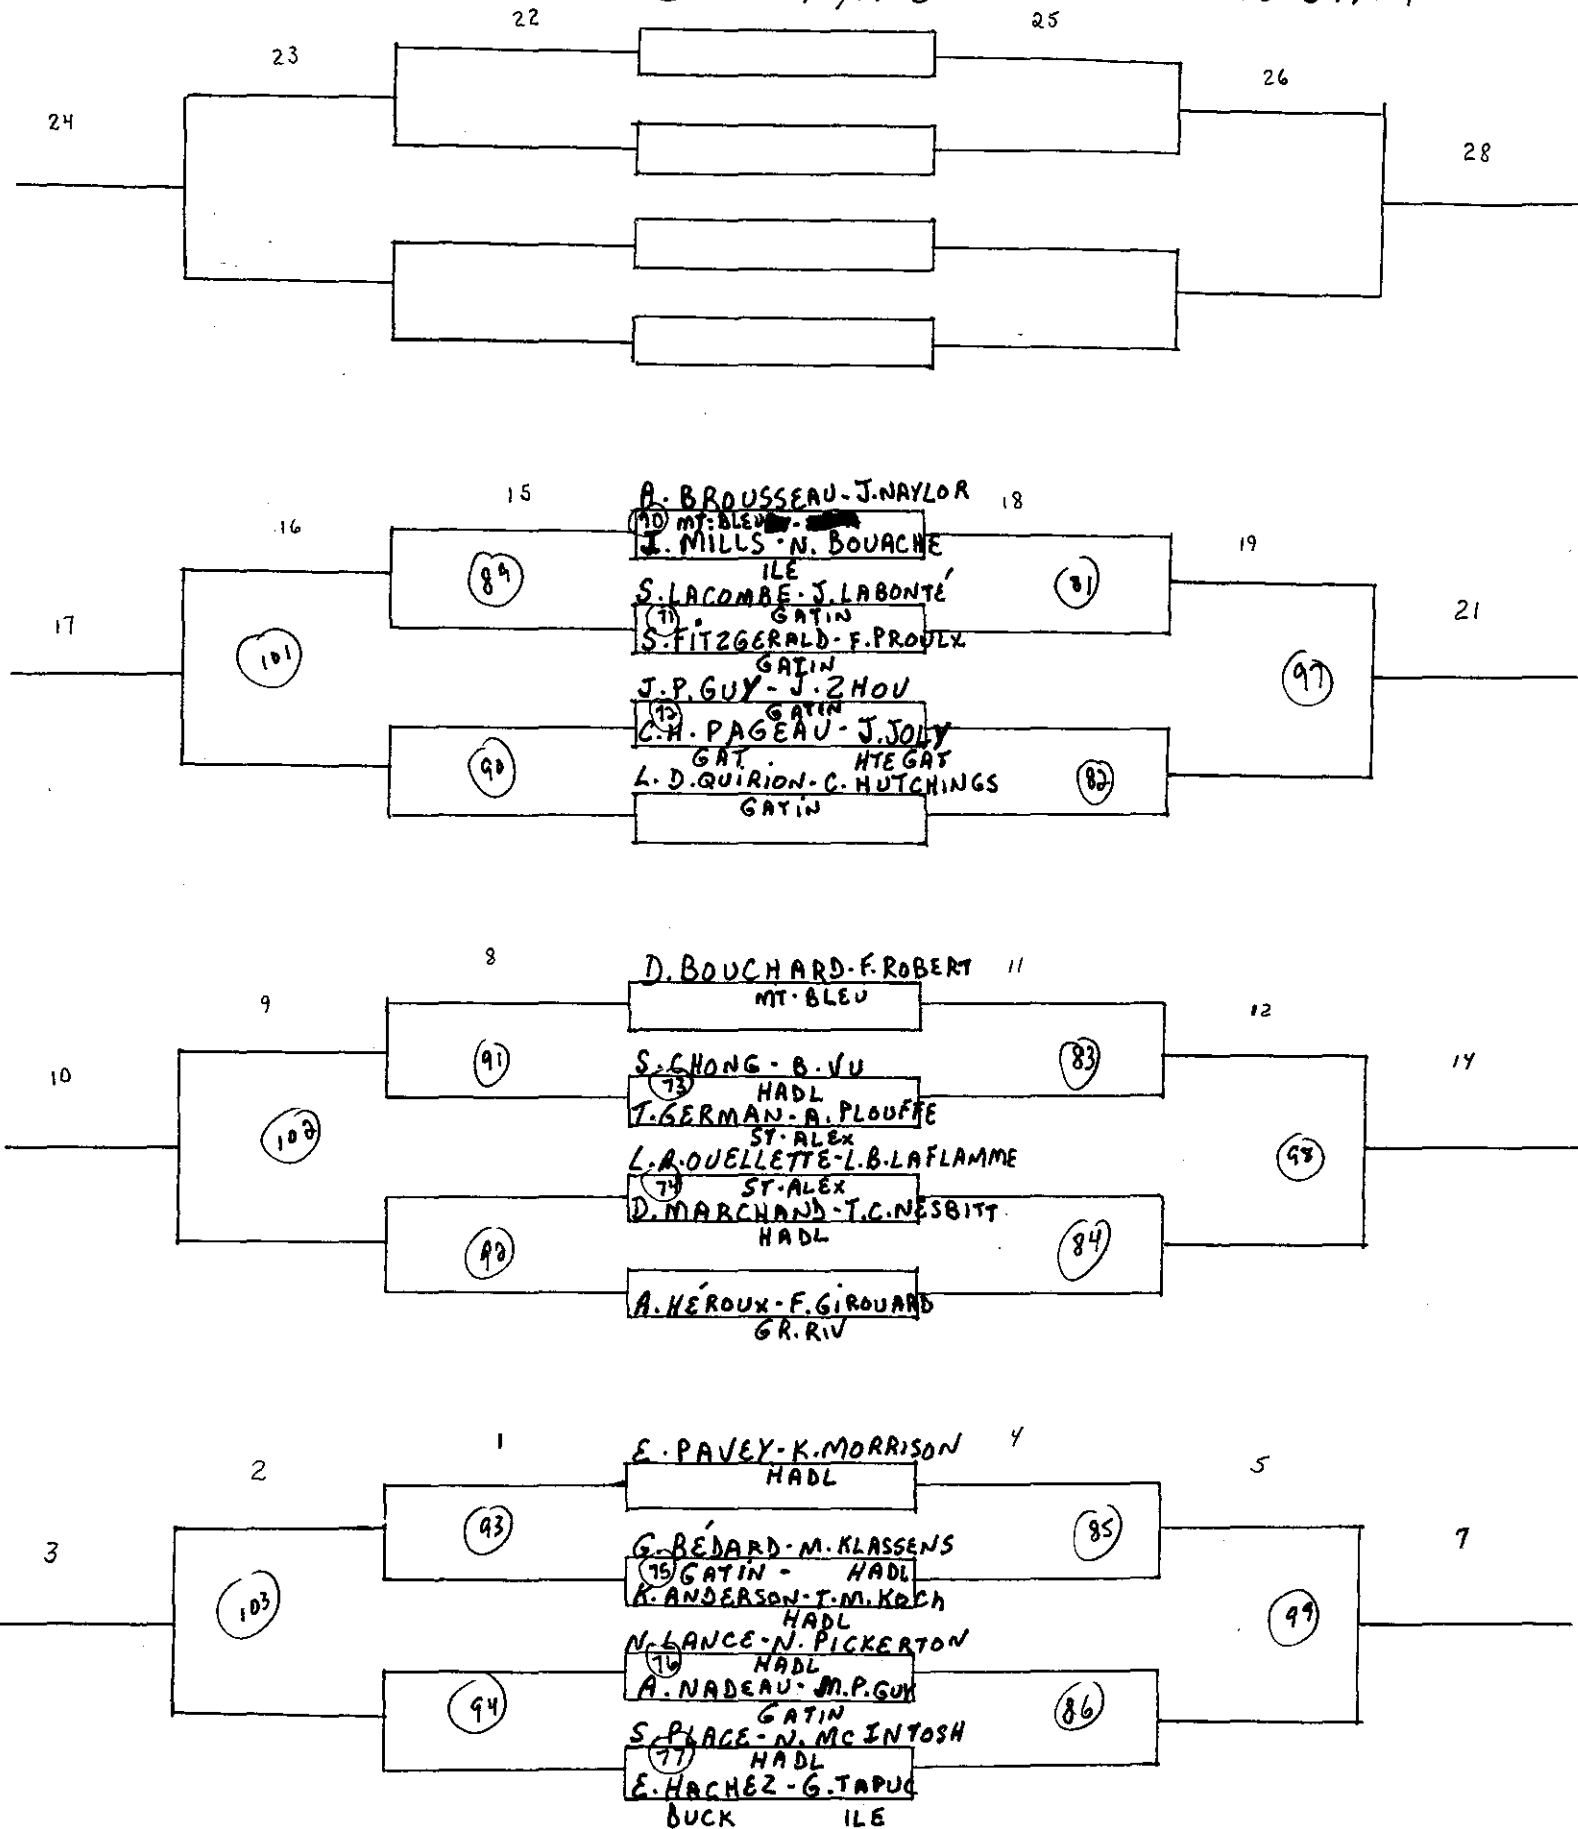 22
25
23
26
24
28
A. BROUSSEAU-J.NAYLOR
15
18
70 MT. BLEU
I. MILLS - N. BOUACHE
16
19
ILE
89
81
S. LACOMBE - J. LABONTÉ
71 GATIN
17
21
S. FITZGERALD - F. PROULX
101
GATIN
97
J.P. GUY - J. ZHOU
72 GATIN
C.H. PAGEAU - J. JOLY
GAT. HTE GAT
90
82
L. D. QUIRION - C. HUTCHINGS
GATIN
8
D. BOUCHARD - F. ROBERT
11
MT. BLEU
9
12
91
83
S. CHONG - B. VU
10
14
73 HADL
T. GERMAN - A. PLOUFFE
102
ST. ALEX
98
L.A. OUELLETTE - L.B. LAFLAMME
74 ST. ALEX
D. MARCHAND - T.C. NESBITT
HADL
92
84
A. HÉROUX - F. GIROUARD
GR. RIV
1
E. PAVEY - K. MORRISON
4
2
5
HADL
93
85
3
7
G. BÉDARD - M. KLASSENS
75 GATIN - HADL
K. ANDERSON - T.M. KOCH
103
HADL
99
N. LANCE - N. PICKERTON
76 HADL
A. NADEAU - M.P. GUY
94
86
GATIN
S. PLACE - N. MC INTOSH
77 HADL
E. HACHEZ - G. TAPUC
BUCK ILE